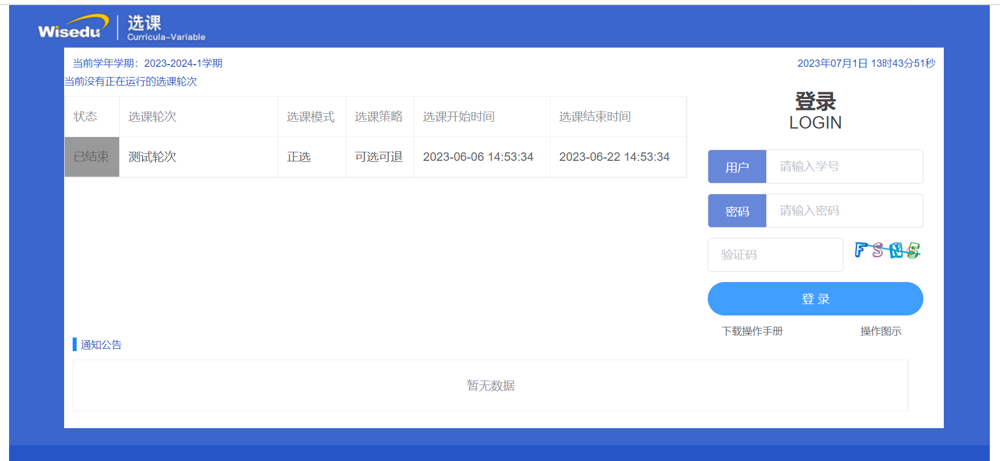 Wisedu 选课
Curricula-Variable
当前学年学期：2023-2024-1学期
2023年07月1日 13时43分51秒
当前没有正在运行的选课轮次
状态 选课轮次 选课模式 选课策略 选课开始时间 选课结束时间
已结束 测试轮次 正选 可选可退 2023-06-06 14:53:34 2023-06-22 14:53:34
登录
LOGIN
用户 请输入学号
密码 请输入密码
验证码 FSN5
登 录
下载操作手册 操作图示
通知公告
暂无数据